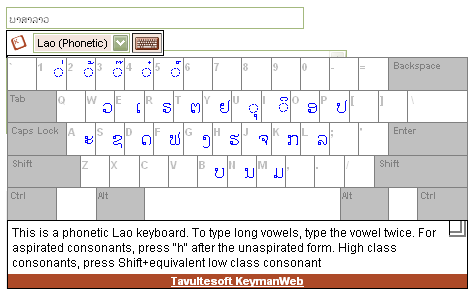 ພາສາລາວ
Lao (Phonetic)
` 1 2 3 4 5 6 7 8 9 0 - = Backspace
Tab Q W ວ E ເ R ຣ T ຕ Y ຢ U ຸ I ິ O ອ P ປ [ ] \
Caps Lock A ະ S D ດ F ຟ G ງ H ຮ J ຈ K ກ L ລ ; ' Enter
Shift Z X C V B ບ N ນ M ມ , . / Shift
Ctrl Alt Alt Ctrl
This is a phonetic Lao keyboard. To type long vowels, type the vowel twice. For
aspirated consonants, press "h" after the unaspirated form. High class
consonants, press Shift+equivalent low class consonant
Tavultesoft KeymanWeb